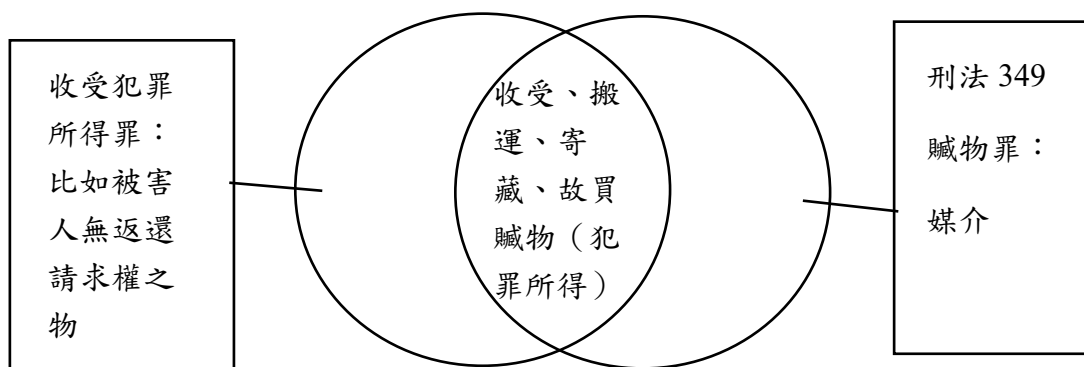 收受犯罪
所得罪：
比如被害
人無返還
請求權之
物
收受、搬
運、寄
藏、故買
贓物（犯
罪所得）
刑法 349
贓物罪：
媒介